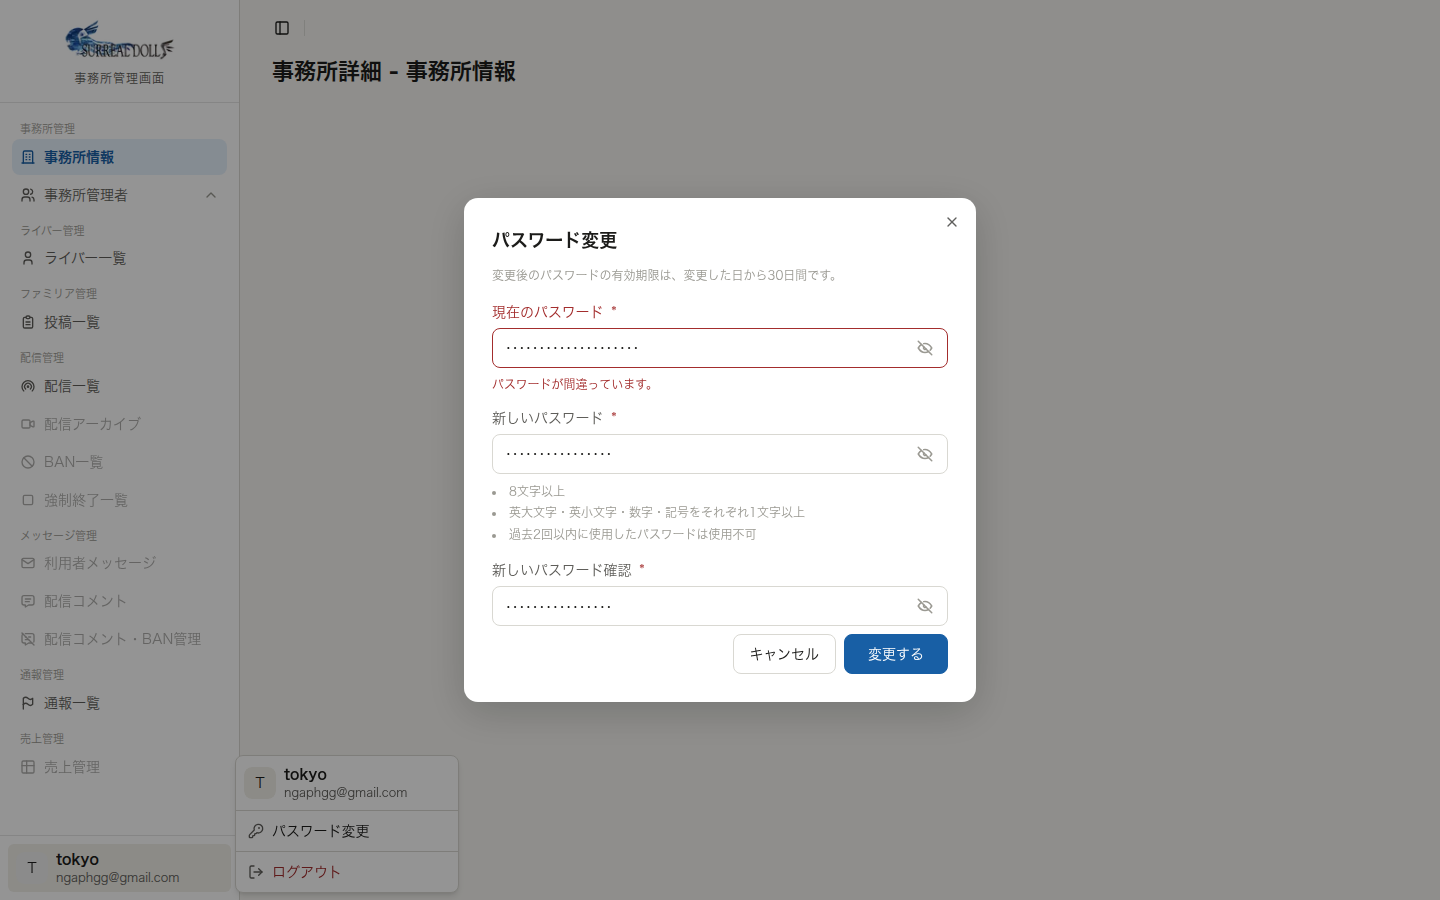 SURREAL DOLLS
事務所管理画面
事務所管理
事務所情報
事務所管理者
ライバー管理
ライバー一覧
ファミリア管理
投稿一覧
配信管理
配信一覧
配信アーカイブ
BAN一覧
強制終了一覧
メッセージ管理
利用者メッセージ
配信コメント
配信コメント・BAN管理
通報管理
通報一覧
売上管理
売上管理
T
tokyo
ngaphgg@gmail.com
事務所詳細 - 事務所情報
パスワード変更
変更後のパスワードの有効期限は、変更した日から30日間です。
現在のパスワード *
パスワードが間違っています。
新しいパスワード *
• 8文字以上
• 英大文字・英小文字・数字・記号をそれぞれ1文字以上
• 過去2回以内に使用したパスワードは使用不可
新しいパスワード確認 *
キャンセル
変更する
T
tokyo
ngaphgg@gmail.com
パスワード変更
ログアウト